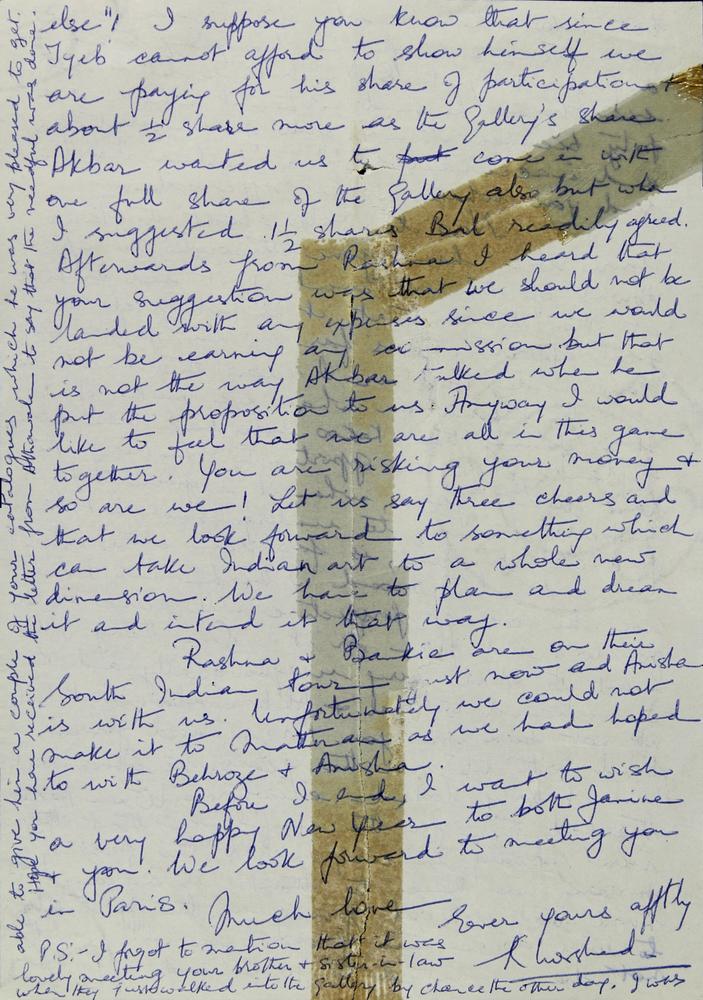 else"! I suppose you know that since
Tyeb cannot afford to show himself we
are paying for his share of participation +
about ½ share more as the Gallery's share
Akbar wanted us to put come in with
one full share of the Gallery also but when
I suggested 1½ shares Bal readily agreed.
Afterwards from Rashna I heard that
your suggestion was that we should not be
landed with any expenses since we would
not be earning any commission but that
is not the way Akbar talked when he
put the proposition to us. Anyway I would
like to feel that we are all in this game
together. You are risking your money +
so are we! Let us say three cheers and
that we look forward to something which
can take Indian art to a whole new
dimension. We have to plan and dream
it and intend it that way.
Rashna + Bankie are on their
South Indian tour just now and Anisha
is with us. Unfortunately we could not
make it to Matheran as we had hoped
to with Behroze + Anisha.
Before I end, I want to wish
a very happy New Year to both Janine
+ you. We look forward to meeting you
in Paris. Much love
Ever yours affly
Khorshed
P.S:- I forgot to mention that it was
lovely meeting your brother + sister-in-law
when they just walked into the Gallery by chance the other day. I was
able to give him a couple of your catalogues which he was very pleased to get.
Hope you have received the letter from Athavale to say that the needful was done.